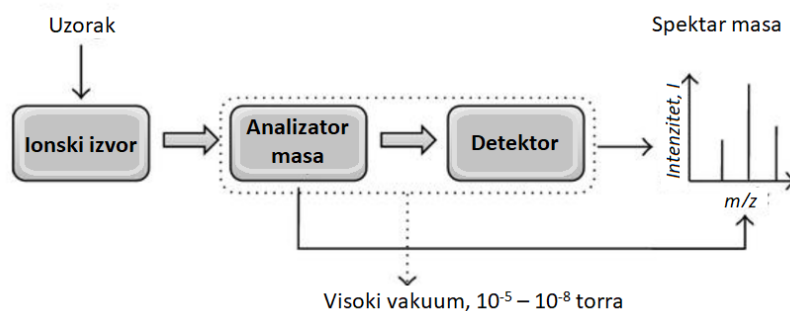 Uzorak
Spektar masa
Ionski izvor
Analizator
masa
Detektor
Intenzitet, I
m/z
Visoki vakuum, 10⁻⁵ – 10⁻⁸ torra